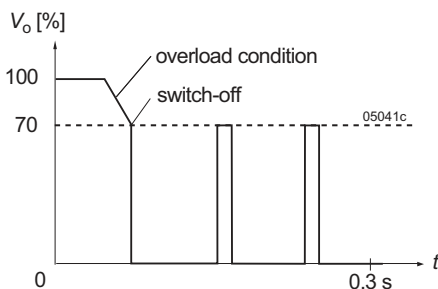 Vo [%]
overload condition
100
switch-off
70
05041c
t
0
0.3 s